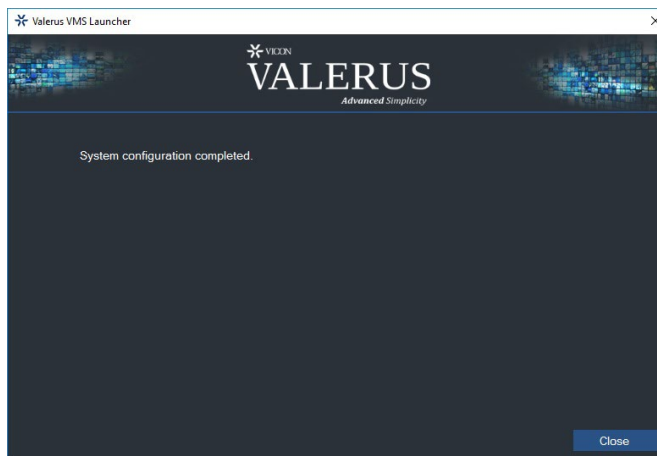 Valerus VMS Launcher
VICON
VALERUS
Advanced Simplicity
System configuration completed.
Close